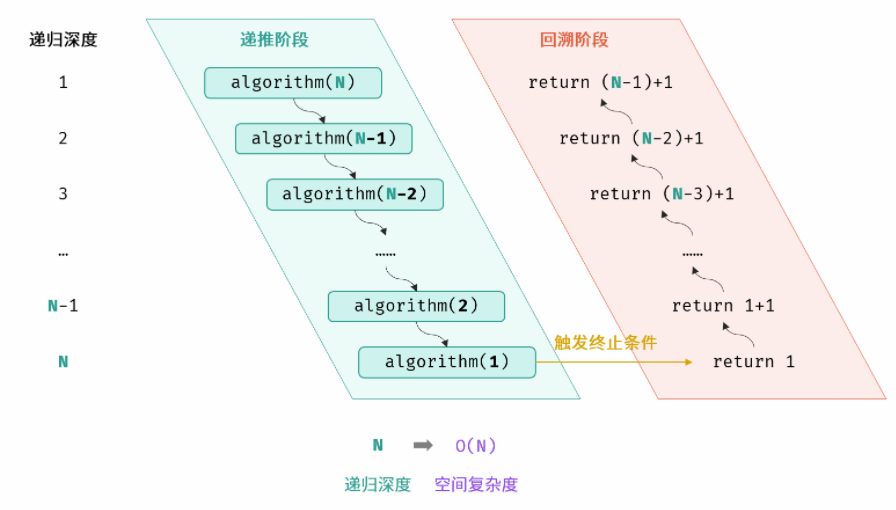 递归深度 递推阶段 回溯阶段
1 algorithm(N) return (N-1)+1
2 algorithm(N-1) return (N-2)+1
3 algorithm(N-2) return (N-3)+1
… …… ……
N-1 algorithm(2) return 1+1
触发终止条件
N algorithm(1) return 1
N O(N)
递归深度 空间复杂度